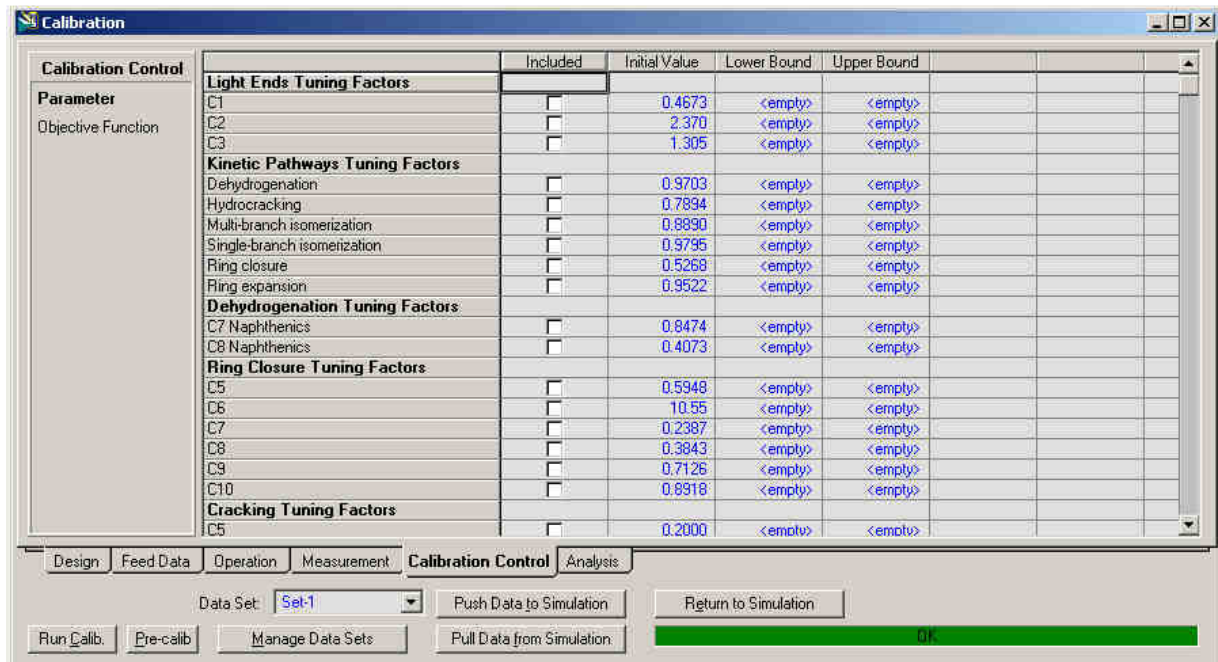 Calibration
Calibration Control
Parameter
Objective Function
Included Initial Value Lower Bound Upper Bound
Light Ends Tuning Factors
C1 0.4673 <empty> <empty>
C2 2.370 <empty> <empty>
C3 1.305 <empty> <empty>
Kinetic Pathways Tuning Factors
Dehydrogenation 0.9703 <empty> <empty>
Hydrocracking 0.7894 <empty> <empty>
Multi-branch isomerization 0.8890 <empty> <empty>
Single-branch isomerization 0.9795 <empty> <empty>
Ring closure 0.5268 <empty> <empty>
Ring expansion 0.9522 <empty> <empty>
Dehydrogenation Tuning Factors
C7 Naphthenics 0.8474 <empty> <empty>
C8 Naphthenics 0.4073 <empty> <empty>
Ring Closure Tuning Factors
C5 0.5948 <empty> <empty>
C6 10.55 <empty> <empty>
C7 0.2387 <empty> <empty>
C8 0.3843 <empty> <empty>
C9 0.7126 <empty> <empty>
C10 0.8918 <empty> <empty>
Cracking Tuning Factors
C5 0.2000 <empty> <empty>
Design Feed Data Operation Measurement Calibration Control Analysis
Data Set: Set-1 Push Data to Simulation Return to Simulation
Run Calib. Pre-calib Manage Data Sets Pull Data from Simulation OK